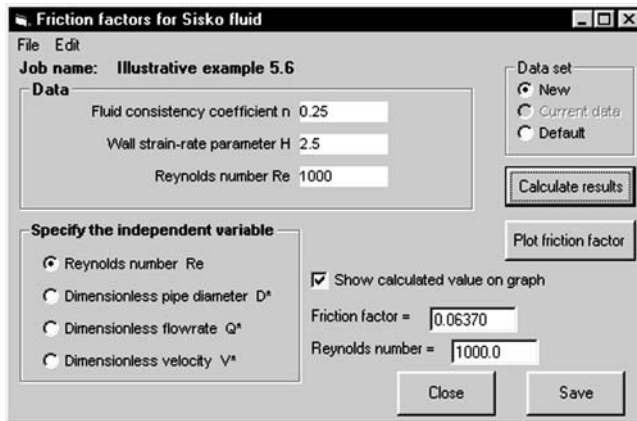 Friction factors for Sisko fluid
File Edit
Job name: Illustrative example 5.6
Data
Fluid consistency coefficient n 0.25
Wall strain-rate parameter H 2.5
Reynolds number Re 1000
Data set
New
Current data
Default
Calculate results
Plot friction factor
Specify the independent variable
Reynolds number Re
Dimensionless pipe diameter D*
Dimensionless flowrate Q*
Dimensionless velocity V*
Show calculated value on graph
Friction factor = 0.06370
Reynolds number = 1000.0
Close
Save